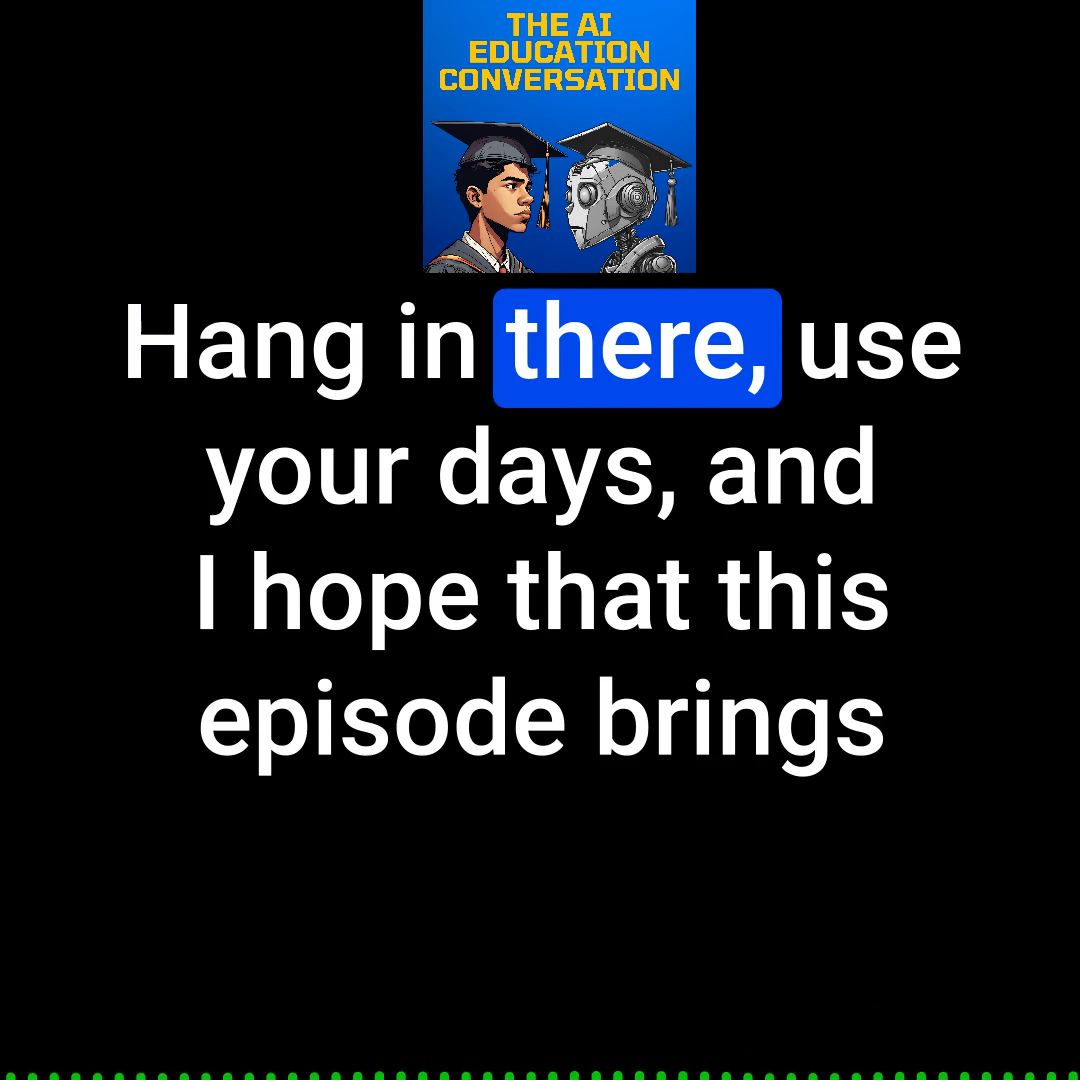 THE AI
EDUCATION
CONVERSATION
Hang in there, use
your days, and
I hope that this
episode brings